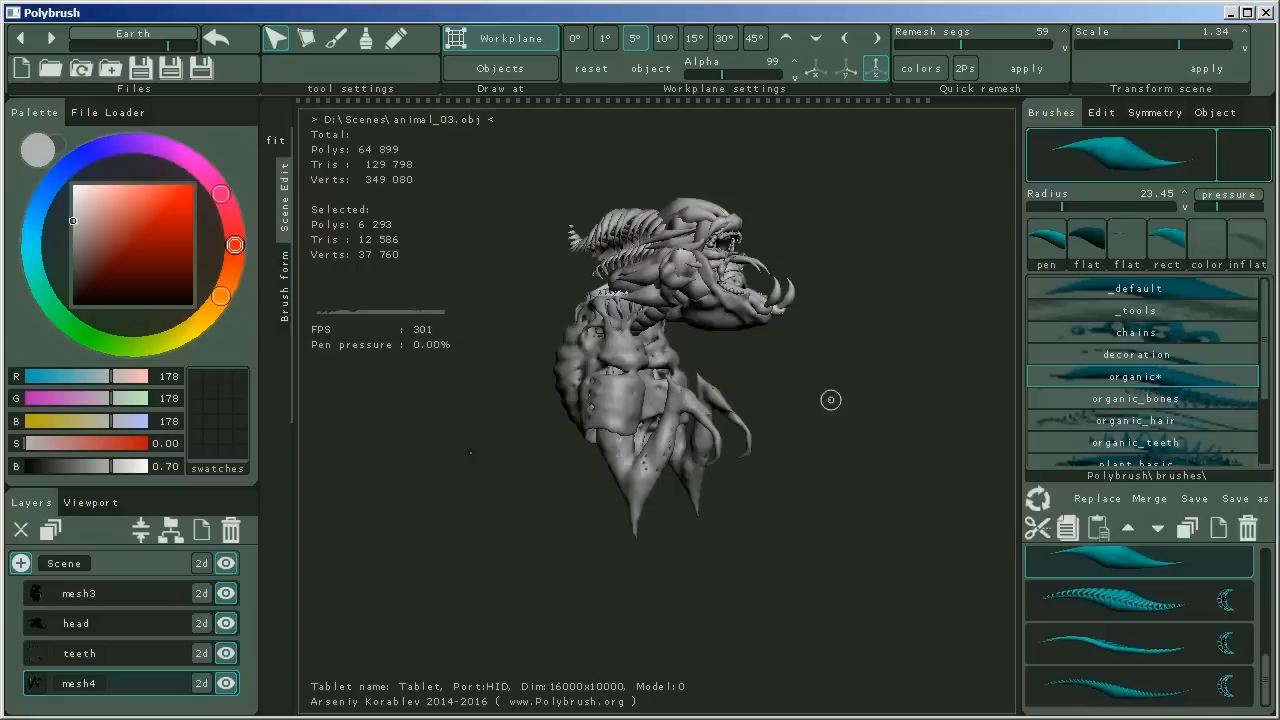 Polybrush
Earth
Workplane
0° 1° 5° 10° 15° 30° 45°
Remesh segs 59
Scale 1.34
Objects
reset object Alpha 99
colors 2Ps apply
apply
Files
tool settings
Draw at
Workplane settings
Quick remesh
Transform scene
Palette File Loader
fit
Scene Edit
Brush form
> D:\Scenes\animal_03.obj <
Total:
Polys: 64 899
Tris : 129 798
Verts: 349 080
Selected:
Polys: 6 293
Tris : 12 586
Verts: 37 760
FPS : 301
Pen pressure : 0.00%
R 178
G 178
B 178
S 0.00
B 0.70
swatches
Layers Viewport
Scene 2d
mesh3 2d
head 2d
teeth 2d
mesh4 2d
Tablet name: Tablet, Port:HID, Dim:16000x10000, Model:0
Arseniy Korablev 2014-2016 ( www.Polybrush.org )
Brushes Edit Symmetry Object
Radius 23.45 pressure
pen flat flat rect color inflat
_default
_tools
chains
decoration
organic*
organic_bones
organic_hair
organic_teeth
plant_basic
Polybrush\brushes\
Replace Merge Save Save as